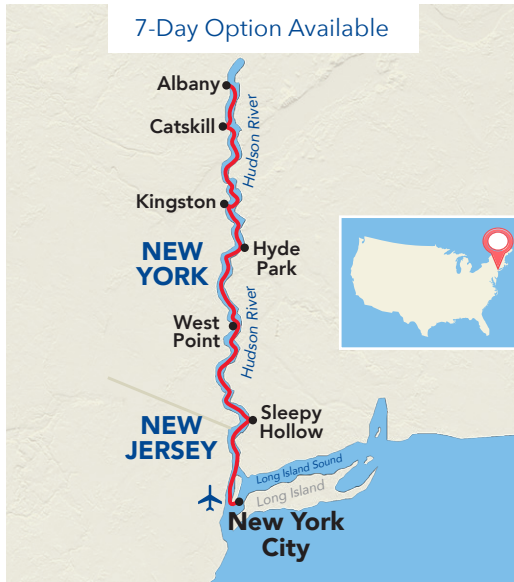 7-Day Option Available
Albany
Catskill
Hudson River
Kingston
NEW
YORK
Hyde
Park
West
Point
Hudson River
Sleepy
Hollow
NEW
JERSEY
Long Island Sound
Long Island
New York
City